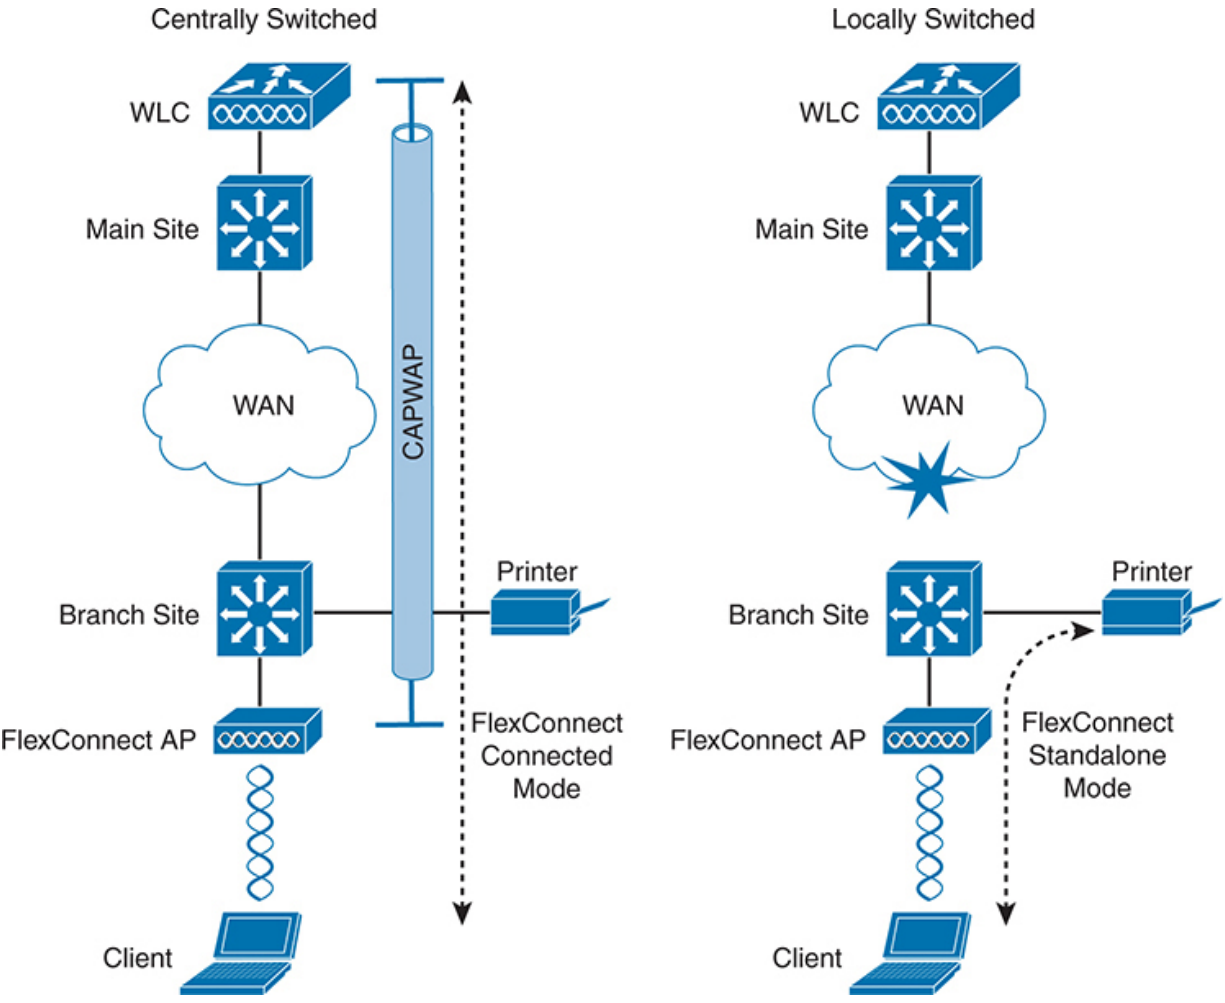 Centrally Switched
WLC
Main Site
WAN
CAPWAP
Printer
Branch Site
FlexConnect AP
FlexConnect
Connected
Mode
Client
Locally Switched
WLC
Main Site
WAN
Printer
Branch Site
FlexConnect AP
FlexConnect
Standalone
Mode
Client